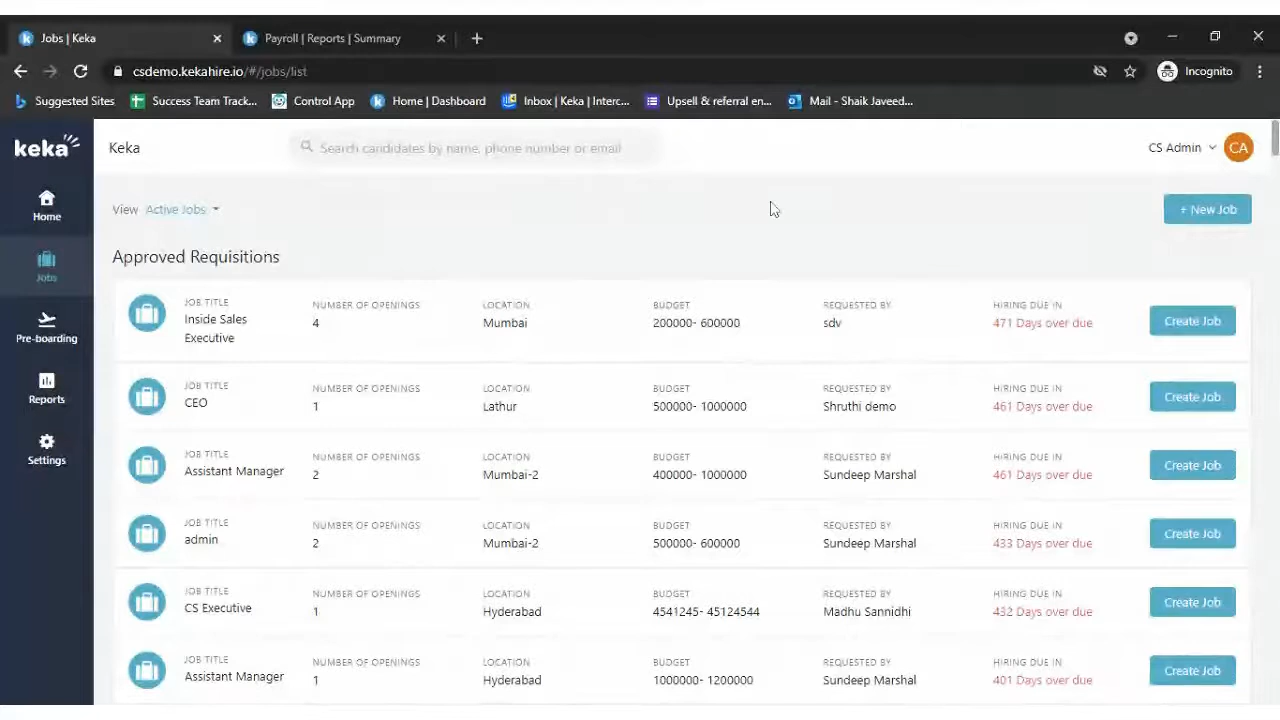 Jobs | Keka
Payroll | Reports | Summary
csdemo.kekahire.io/#/jobs/list
Incognito
Suggested Sites
Success Team Track...
Control App
Home | Dashboard
Inbox | Keka | Interc...
Upsell & referral en...
Mail - Shaik Javeed...
keka
Keka
Search candidates by name, phone number or email
CS Admin
CA
Home
Jobs
Pre-boarding
Reports
Settings
View Active Jobs
+ New Job
Approved Requisitions
JOB TITLE NUMBER OF OPENINGS LOCATION BUDGET REQUESTED BY HIRING DUE IN
Inside Sales Executive 4 Mumbai 200000- 600000 sdv 471 Days over due Create Job
JOB TITLE NUMBER OF OPENINGS LOCATION BUDGET REQUESTED BY HIRING DUE IN
CEO 1 Lathur 500000- 1000000 Shruthi demo 461 Days over due Create Job
JOB TITLE NUMBER OF OPENINGS LOCATION BUDGET REQUESTED BY HIRING DUE IN
Assistant Manager 2 Mumbai-2 400000- 1000000 Sundeep Marshal 461 Days over due Create Job
JOB TITLE NUMBER OF OPENINGS LOCATION BUDGET REQUESTED BY HIRING DUE IN
admin 2 Mumbai-2 500000- 600000 Sundeep Marshal 433 Days over due Create Job
JOB TITLE NUMBER OF OPENINGS LOCATION BUDGET REQUESTED BY HIRING DUE IN
CS Executive 1 Hyderabad 4541245- 45124544 Madhu Sannidhi 432 Days over due Create Job
JOB TITLE NUMBER OF OPENINGS LOCATION BUDGET REQUESTED BY HIRING DUE IN
Assistant Manager 1 Hyderabad 1000000- 1200000 Sundeep Marshal 401 Days over due Create Job